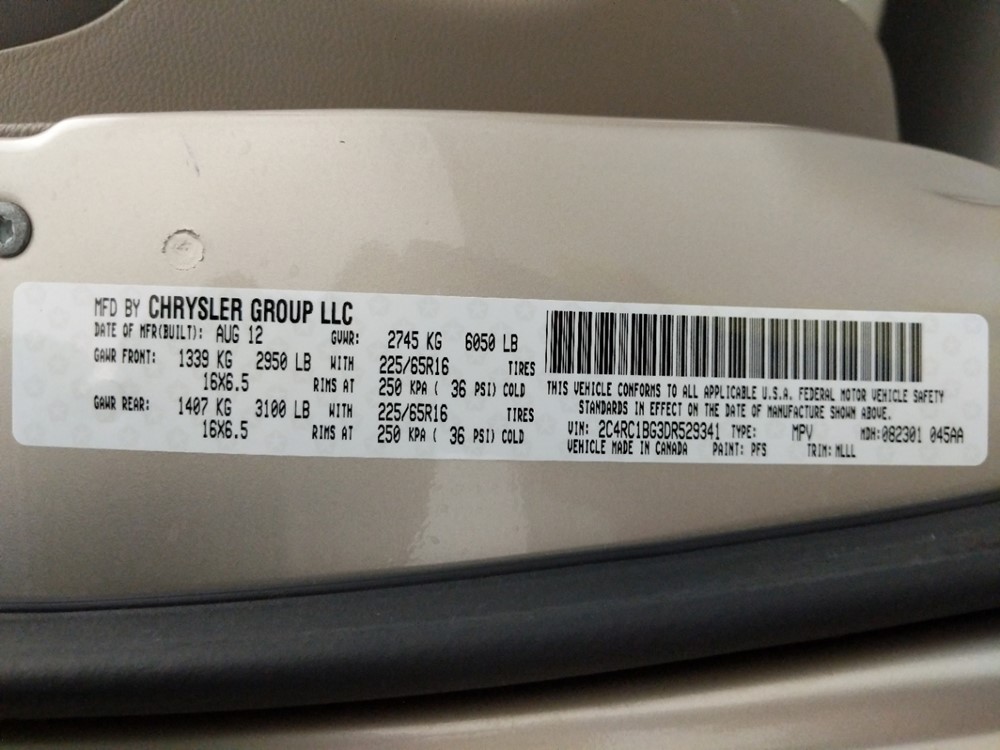 MFD BY CHRYSLER GROUP LLC
DATE OF MFR(BUILT): AUG 12 GVWR: 2745 KG 6050 LB
GAWR FRONT: 1339 KG 2950 LB WITH 225/65R16 TIRES
16X6.5 RIMS AT 250 KPA ( 36 PSI) COLD
GAWR REAR: 1407 KG 3100 LB WITH 225/65R16 TIRES
16X6.5 RIMS AT 250 KPA ( 36 PSI) COLD
THIS VEHICLE CONFORMS TO ALL APPLICABLE U.S.A. FEDERAL MOTOR VEHICLE SAFETY
STANDARDS IN EFFECT ON THE DATE OF MANUFACTURE SHOWN ABOVE.
VIN: 2C4RC1BG3DR529341 TYPE: MPV MDH:082301 045AA
VEHICLE MADE IN CANADA PAINT: PFS TRIM: MLLL